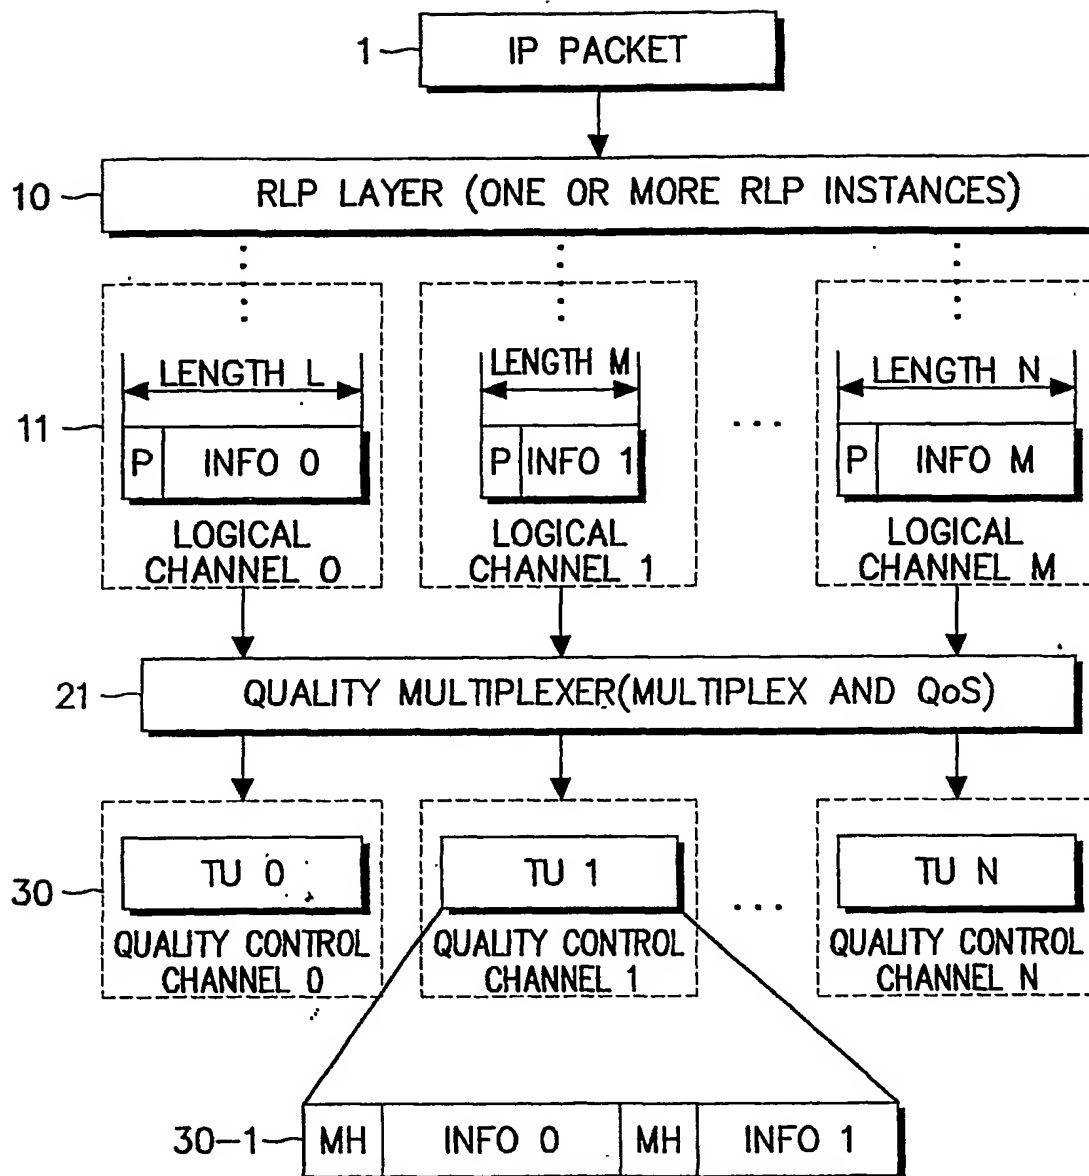 1
IP PACKET
10
RLP LAYER (ONE OR MORE RLP INSTANCES)
LENGTH L
LENGTH M
LENGTH N
11
P
INFO 0
P
INFO 1
...
P
INFO M
LOGICAL
CHANNEL 0
LOGICAL
CHANNEL 1
LOGICAL
CHANNEL M
21
QUALITY MULTIPLEXER(MULTIPLEX AND QoS)
30
TU 0
TU 1
...
TU N
QUALITY CONTROL
CHANNEL 0
QUALITY CONTROL
CHANNEL 1
QUALITY CONTROL
CHANNEL N
30-1
MH
INFO 0
MH
INFO 1